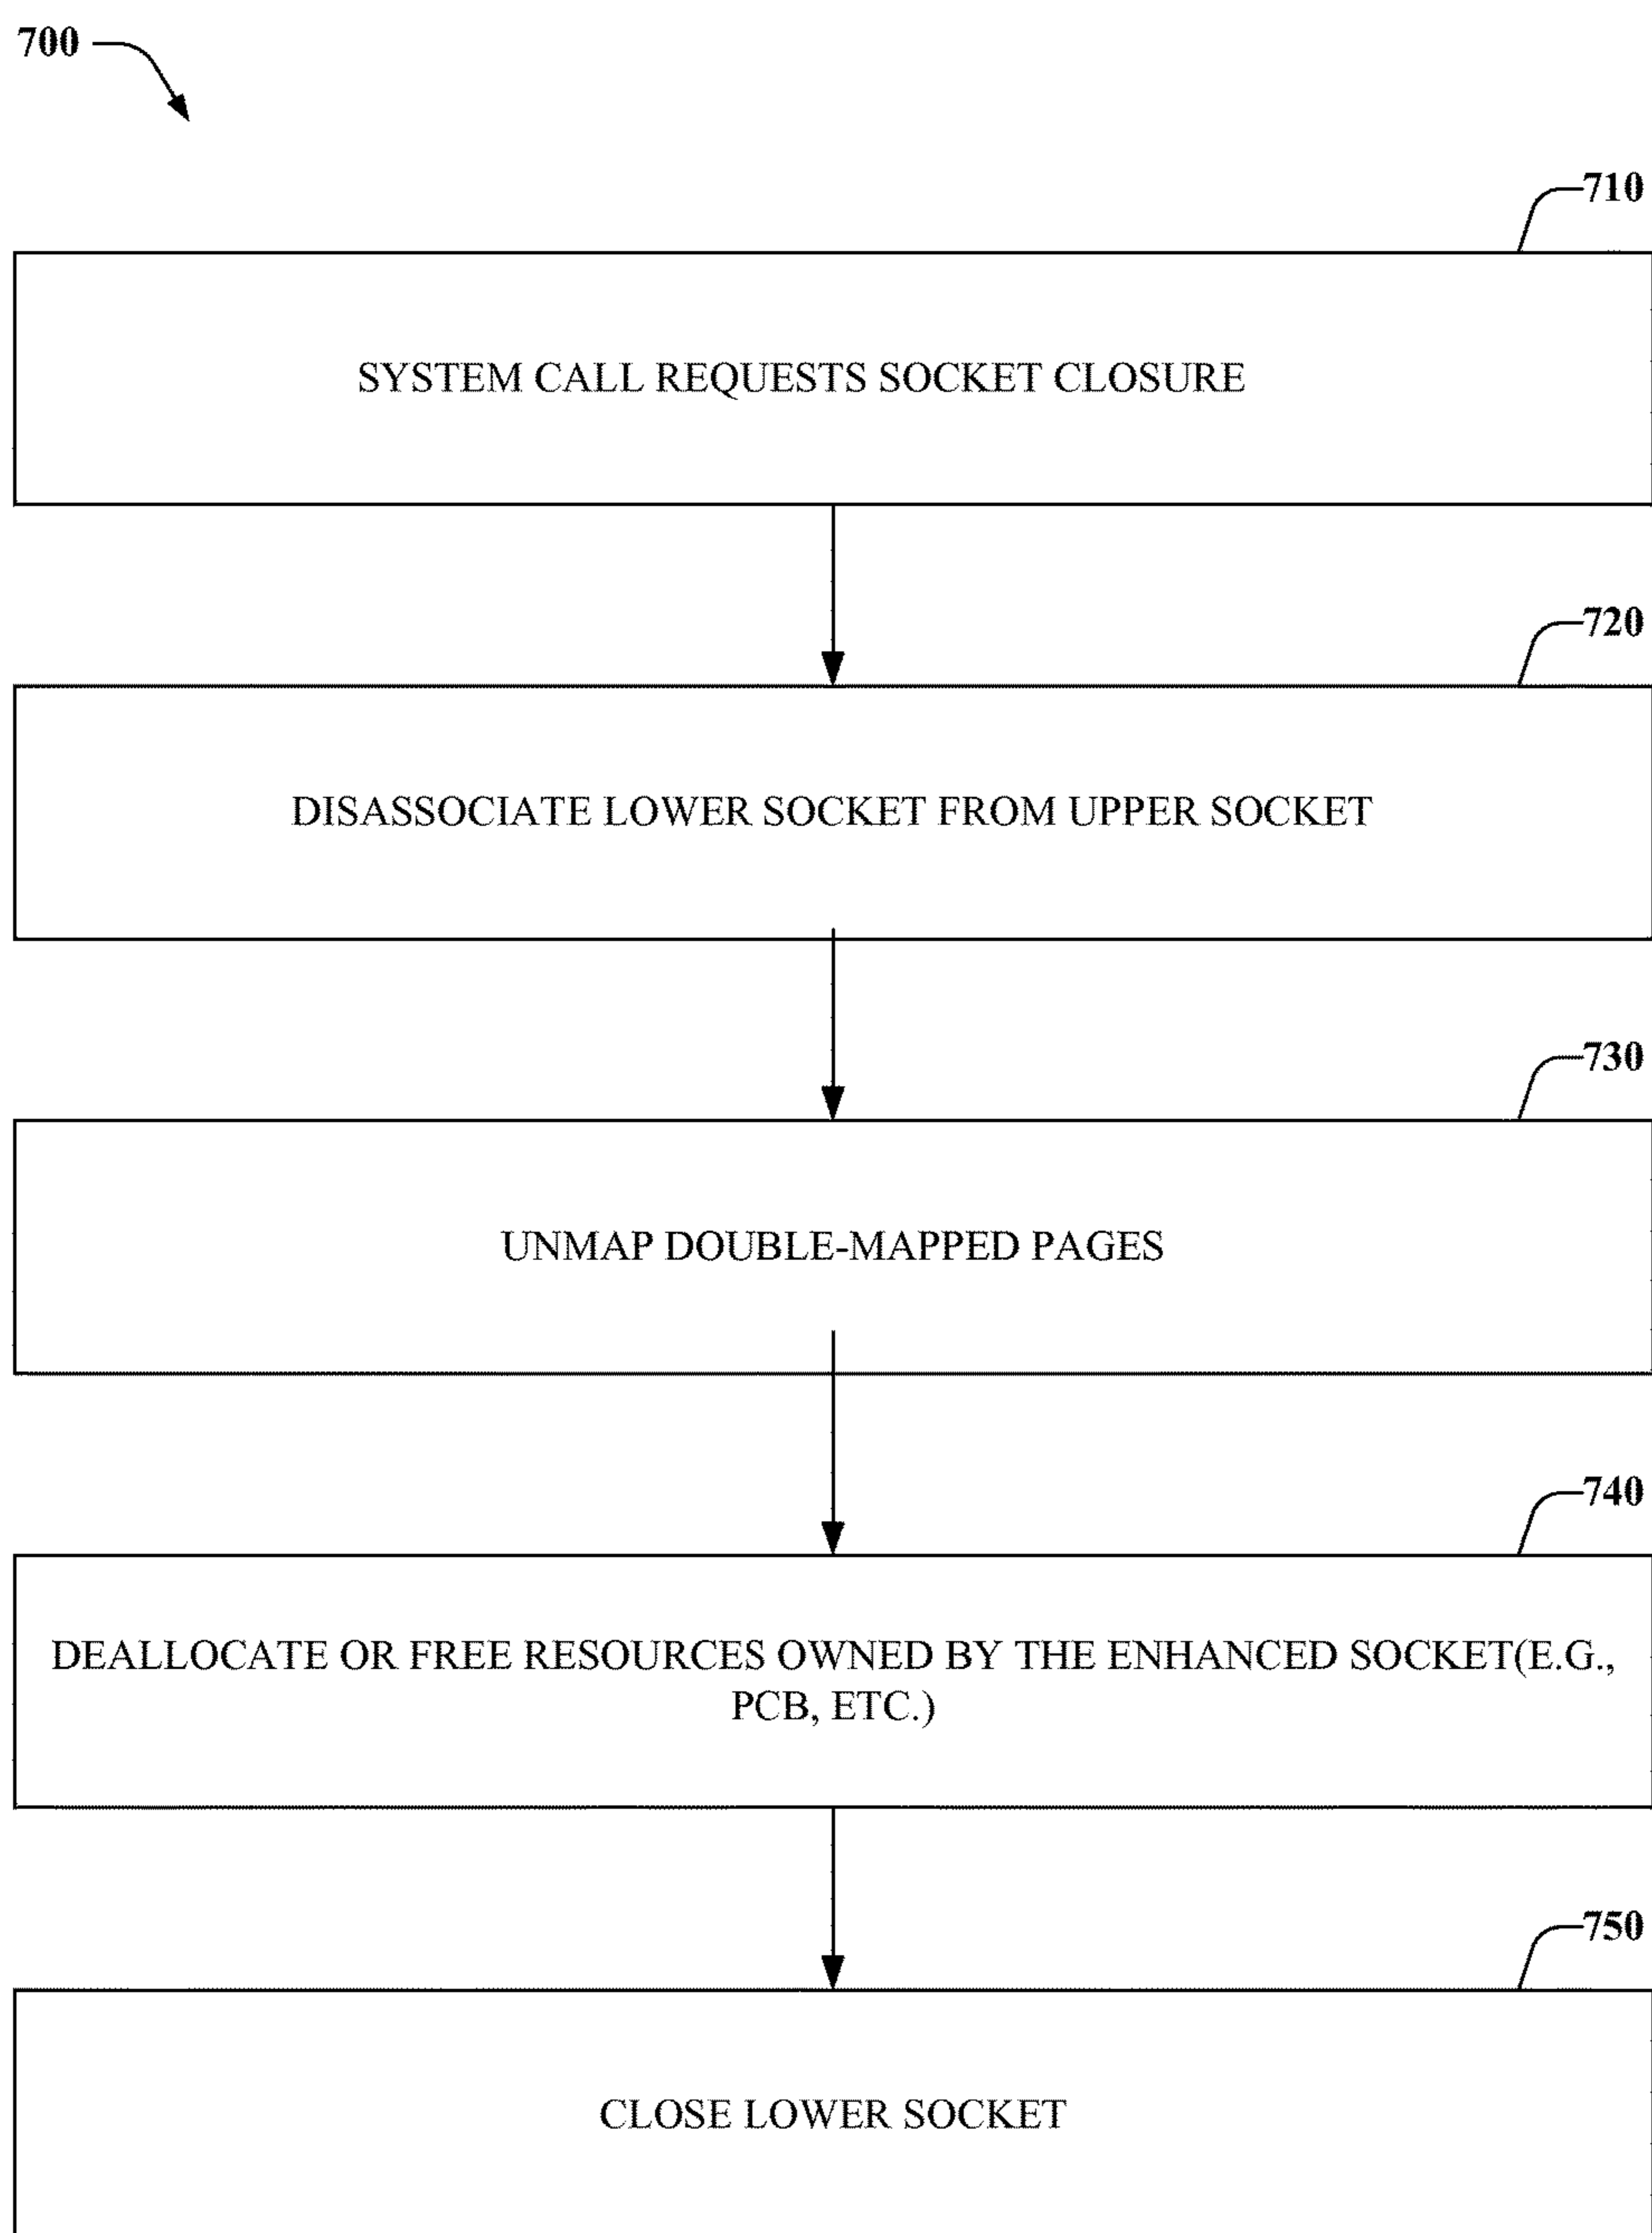 700
710
SYSTEM CALL REQUESTS SOCKET CLOSURE
720
DISASSOCIATE LOWER SOCKET FROM UPPER SOCKET
730
UNMAP DOUBLE-MAPPED PAGES
740
DEALLOCATE OR FREE RESOURCES OWNED BY THE ENHANCED SOCKET(E.G.,
PCB, ETC.)
750
CLOSE LOWER SOCKET